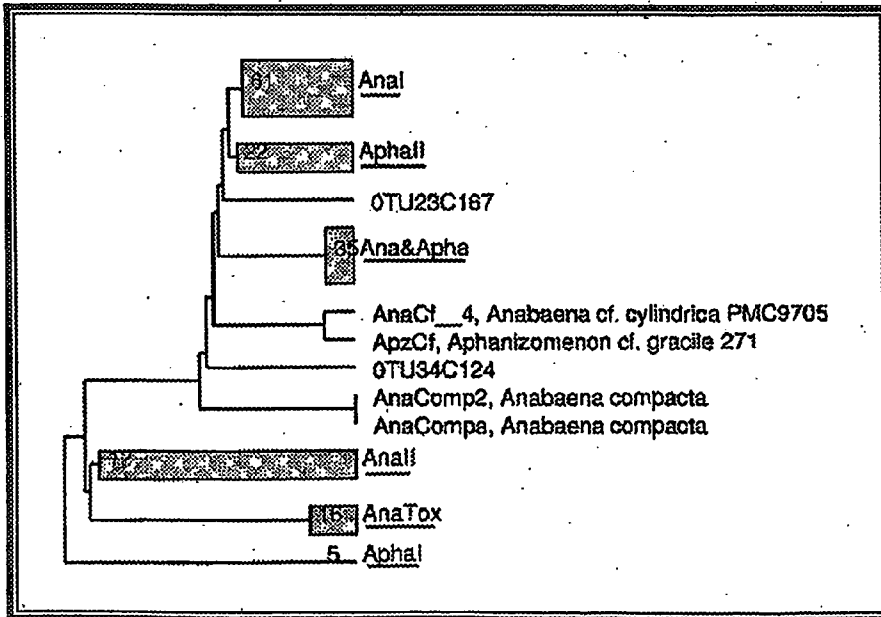 61 AnaI
22 AphaII
0TU23C167
35 Ana&Apha
AnaCf__4, Anabaena cf. cylindrica PMC9705
ApzCf, Aphanizomenon cf. gracile 271
0TU34C124
AnaComp2, Anabaena compacta
AnaCompa, Anabaena compacta
AnaII
16 AnaTox
5 AphaI